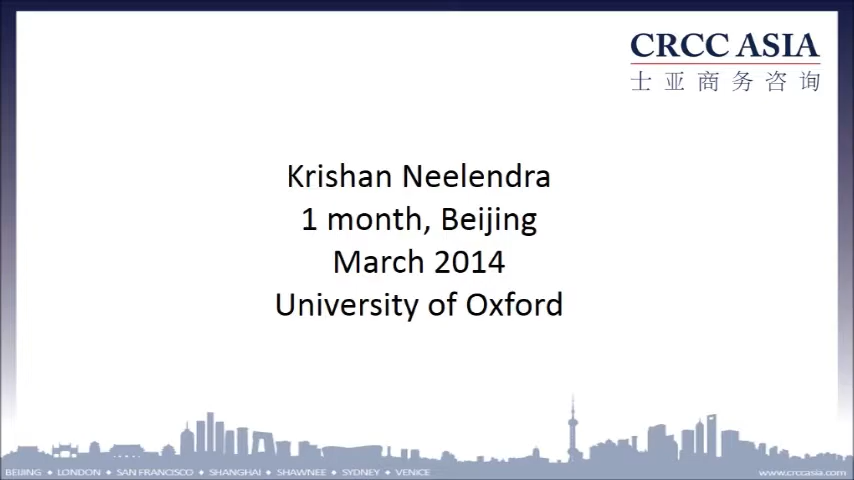 CRCC ASIA
士亚商务咨询
Krishan Neelendra
1 month, Beijing
March 2014
University of Oxford
BEIJING ◆ LONDON ◆ SAN FRANCISCO ◆ SHANGHAI ◆ SHAWNEE ◆ SYDNEY ◆ VENICE
www.crccasia.com